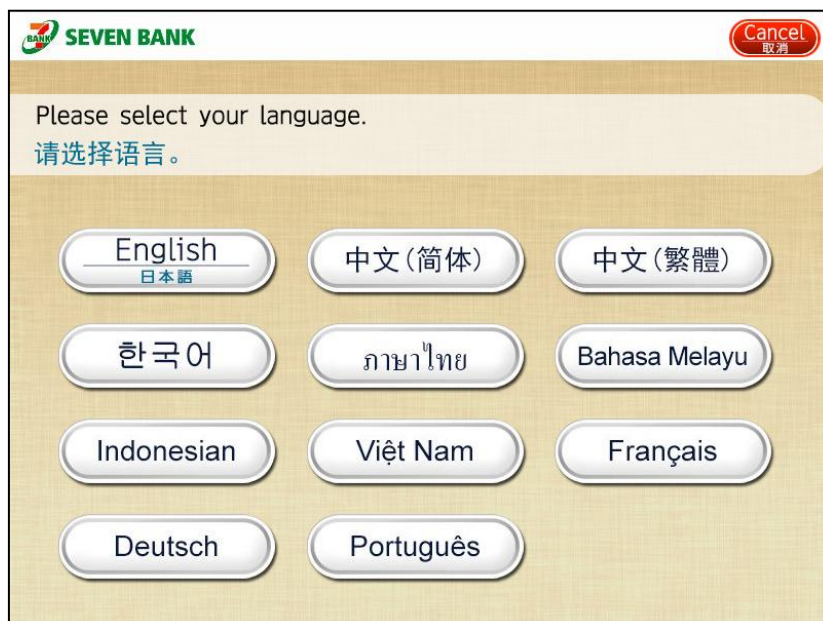 7 BANK SEVEN BANK
Cancel
取消
Please select your language.
请选择语言。
English
日本語
中文(简体)
中文(繁體)
한국어
ภาษาไทย
Bahasa Melayu
Indonesian
Việt Nam
Français
Deutsch
Português